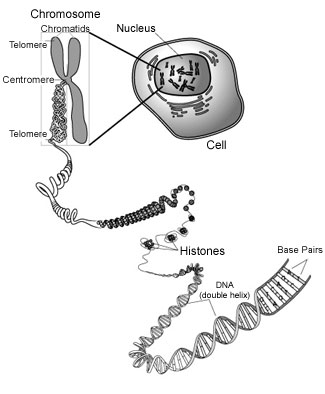 Chromosome
Chromatids
Telomere
Centromere
Telomere
Nucleus
Cell
Histones
DNA
(double helix)
Base Pairs